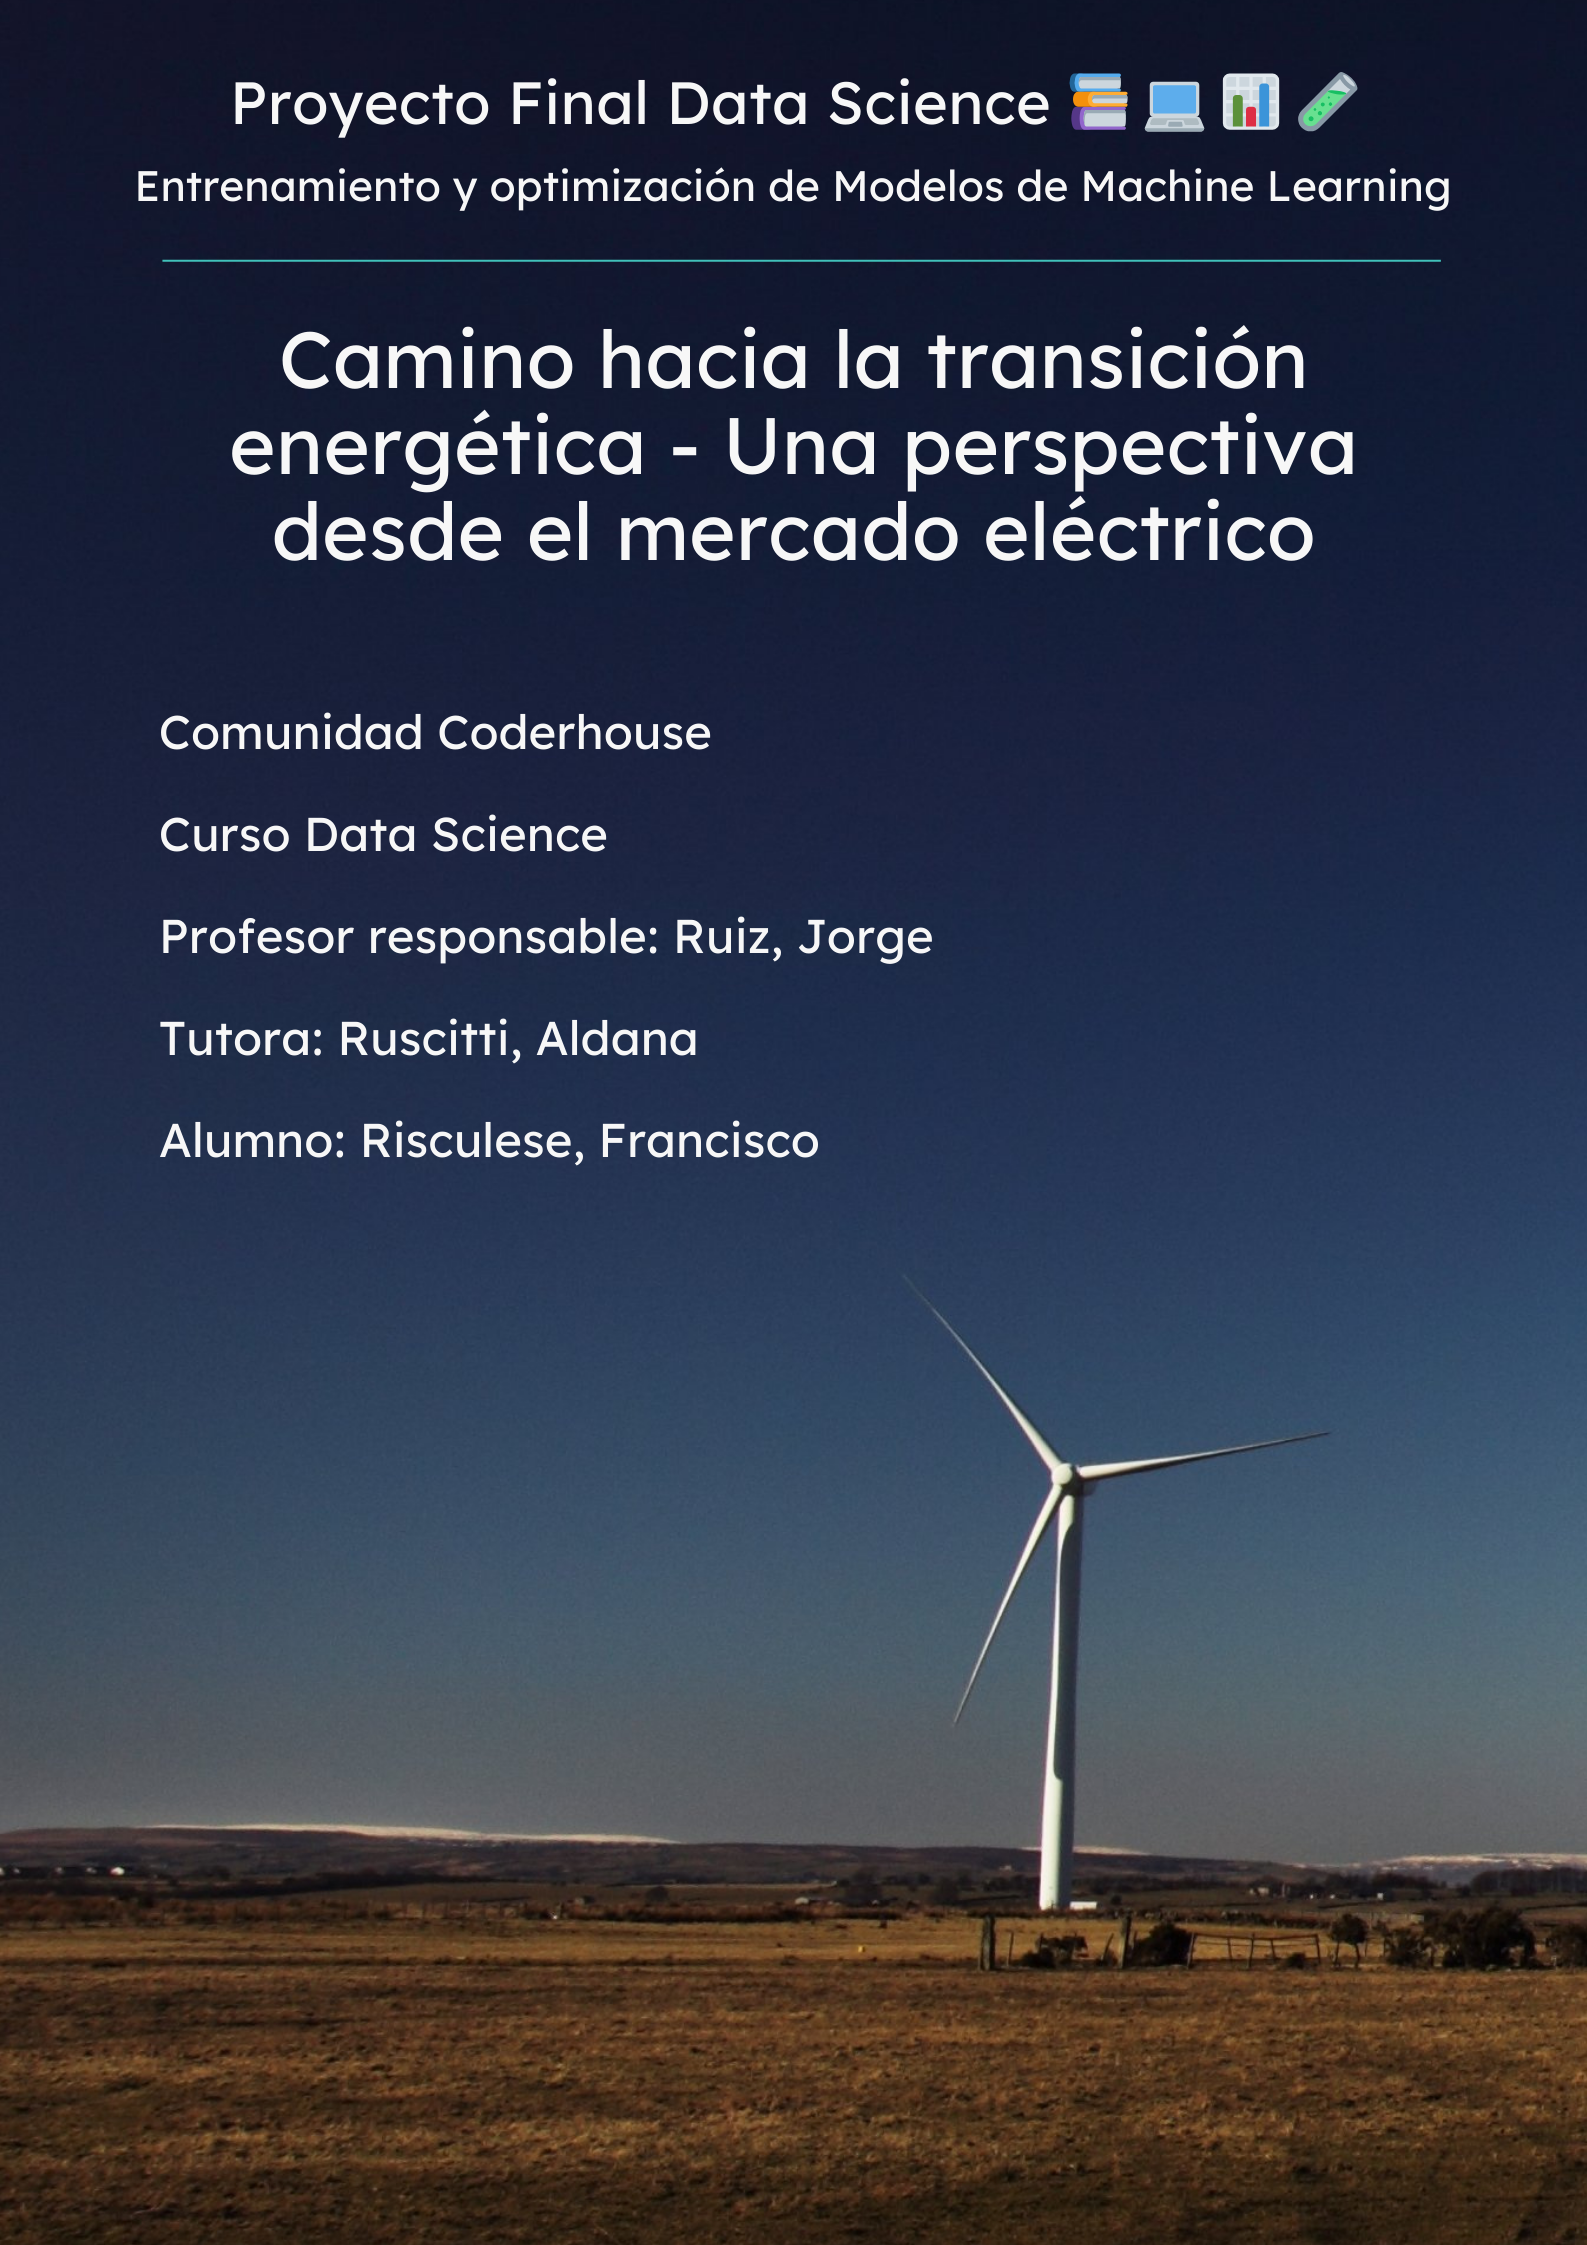 Proyecto Final Data Science 📚 💻 📊 🧪
Entrenamiento y optimización de Modelos de Machine Learning
Camino hacia la transición
energética - Una perspectiva
desde el mercado eléctrico
Comunidad Coderhouse
Curso Data Science
Profesor responsable: Ruiz, Jorge
Tutora: Ruscitti, Aldana
Alumno: Risculese, Francisco